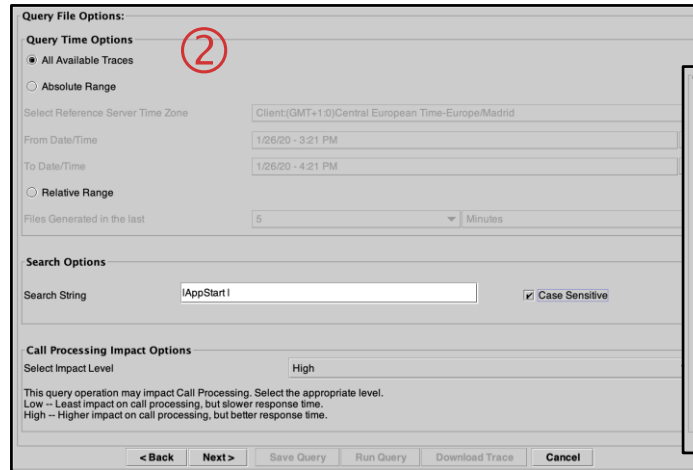 Query File Options:
Query Time Options
②
All Available Traces
Absolute Range
Select Reference Server Time Zone Client:(GMT+1:0)Central European Time-Europe/Madrid
From Date/Time 1/26/20 - 3:21 PM
To Date/Time 1/26/20 - 4:21 PM
Relative Range
Files Generated in the last 5 Minutes
Search Options
Search String |AppStart | Case Sensitive
Call Processing Impact Options
Select Impact Level High
This query operation may impact Call Processing. Select the appropriate level.
Low -- Least impact on call processing, but slower response time.
High -- Higher impact on call processing, but better response time.
< Back Next > Save Query Run Query Download Trace Cancel